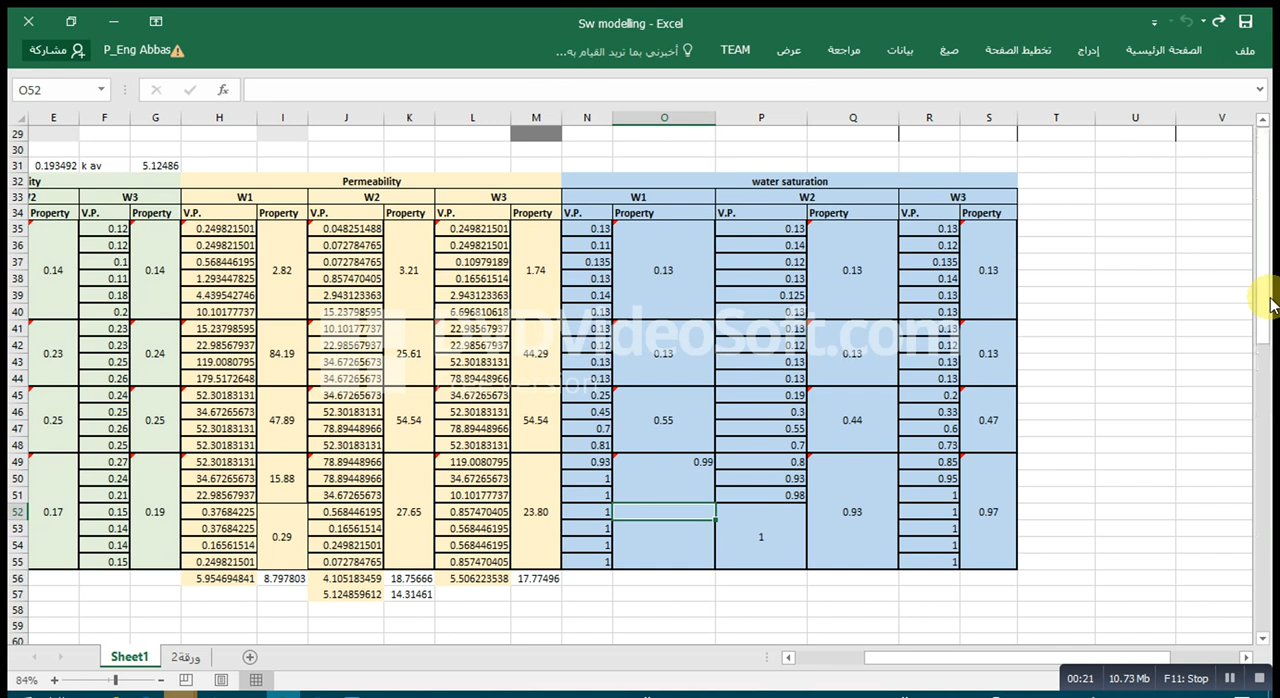 Sw modelling - Excel
مشاركة P_Eng Abbas أخبرني بما تريد القيام به... TEAM عرض مراجعة بيانات صيغ تخطيط الصفحة إدراج الصفحة الرئيسية ملف
O52 fx
E F G H I J K L M N O P Q R S T U V
29
30
31 0.193492 k av 5.12486
32 ity Permeability water saturation
33 /2 W3 W1 W2 W3 W1 W2 W3
34 Property V.P. Property V.P. Property V.P. Property V.P. Property V.P. Property V.P. Property V.P. Property
35 0.12 0.249821501 0.048251488 0.249821501 0.13 0.13 0.13
36 0.12 0.249821501 0.072784765 0.249821501 0.11 0.14 0.12
37 0.14 0.1 0.14 0.568446195 2.82 0.072784765 3.21 0.10979189 1.74 0.135 0.13 0.12 0.13 0.135 0.13
38 0.11 1.293447825 0.857470405 0.16561514 0.13 0.13 0.14
39 0.18 4.439542746 2.943123363 2.943123363 0.14 0.125 0.13
40 0.2 10.10177737 15.23798595 6.696810618 0.13 0.13 0.13
41 0.23 15.23798595 10.10177737 22.98567937 0.13 0.13 0.13
42 0.23 0.23 0.24 22.98567937 84.19 22.98567937 25.61 22.98567937 44.29 0.12 0.13 0.13 0.13 0.12 0.13
43 0.25 119.0080795 34.67265673 52.30183131 0.13 0.13 0.13
44 0.26 179.5172648 34.67265673 78.89448966 0.13 0.13 0.13
45 0.24 52.30183131 34.67265673 34.67265673 0.25 0.19 0.2
46 0.25 0.25 0.25 34.67265673 47.89 52.30183131 54.54 52.30183131 54.54 0.45 0.55 0.3 0.44 0.33 0.47
47 0.26 52.30183131 78.89448966 78.89448966 0.7 0.55 0.6
48 0.25 52.30183131 52.30183131 52.30183131 0.81 0.7 0.73
49 0.27 52.30183131 78.89448966 119.0080795 0.93 0.99 0.8 0.85
50 0.24 34.67265673 15.88 78.89448966 34.67265673 1 0.93 0.95
51 0.21 22.98567937 34.67265673 10.10177737 1 0.98 1
52 0.17 0.15 0.19 0.37684225 0.568446195 27.65 0.857470405 23.80 1 0.93 1 0.97
53 0.14 0.37684225 0.29 0.16561514 0.568446195 1 1 1
54 0.14 0.16561514 0.249821501 0.568446195 1 1
55 0.15 0.249821501 0.072784765 0.857470405 1 1
56 5.954694841 8.797803 4.105183459 18.75666 5.506223538 17.77496
57 5.124859612 14.31461
58
59
60
DVDVideoSoft.com
Sheet1 ورقة2
84%
00:21 10.73 Mb F11: Stop